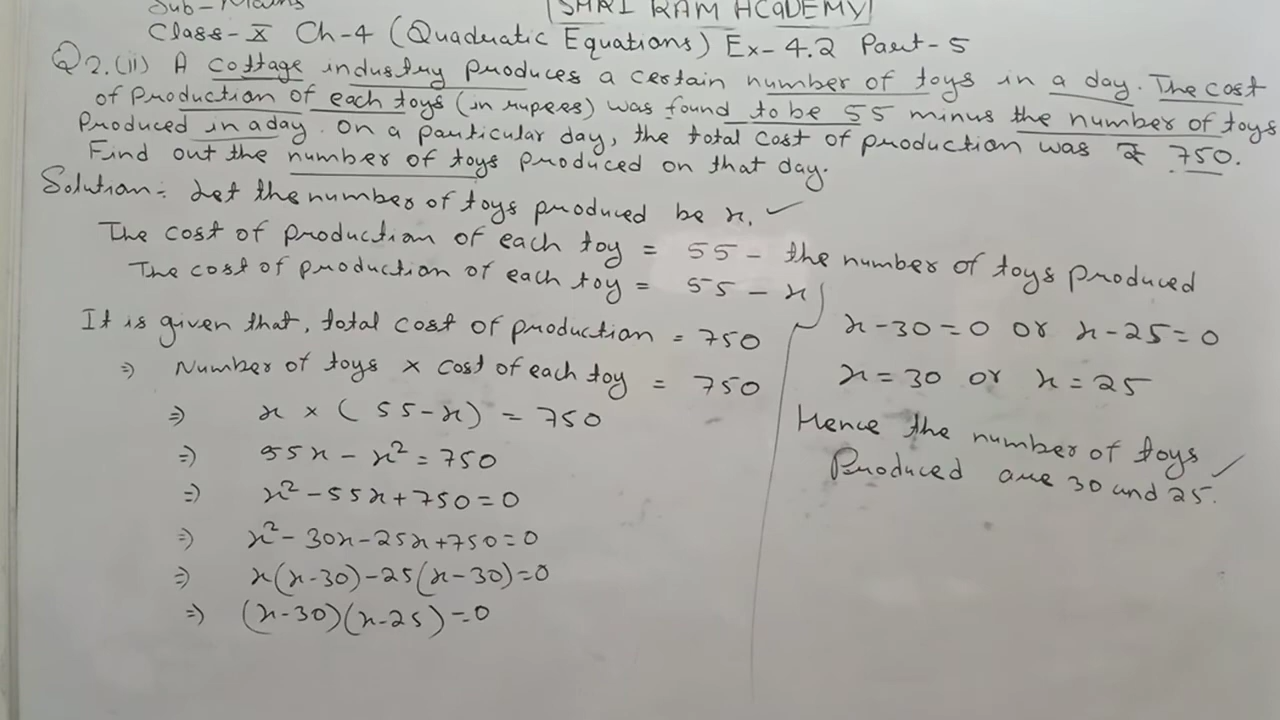 Sub - Maths
SHRI RAM ACADEMY
Class - X Ch-4 (Quadratic Equations) Ex- 4.2 Part - 5
Q2.(ii) A cottage industry produces a certain number of toys in a day. The cost
of production of each toys (in rupees) was found to be 55 minus the number of toys
Produced in a day. On a particular day, the total cost of production was ₹ 750.
Find out the number of toys produced on that day.
Solution:- Let the number of toys produced be x. ✓
The cost of production of each toy = 55 - the number of toys produced
The cost of production of each toy = 55 - x
It is given that, total cost of production = 750
⇒ Number of toys × cost of each toy = 750
⇒ x × (55-x) = 750
⇒ 55x - x² = 750
⇒ x² - 55x + 750 = 0
⇒ x² - 30x - 25x + 750 = 0
⇒ x(x-30) - 25(x-30) = 0
⇒ (x-30)(x-25) = 0
x - 30 = 0 or x - 25 = 0
x = 30 or x = 25
Hence the number of toys
Produced are 30 and 25. ✓